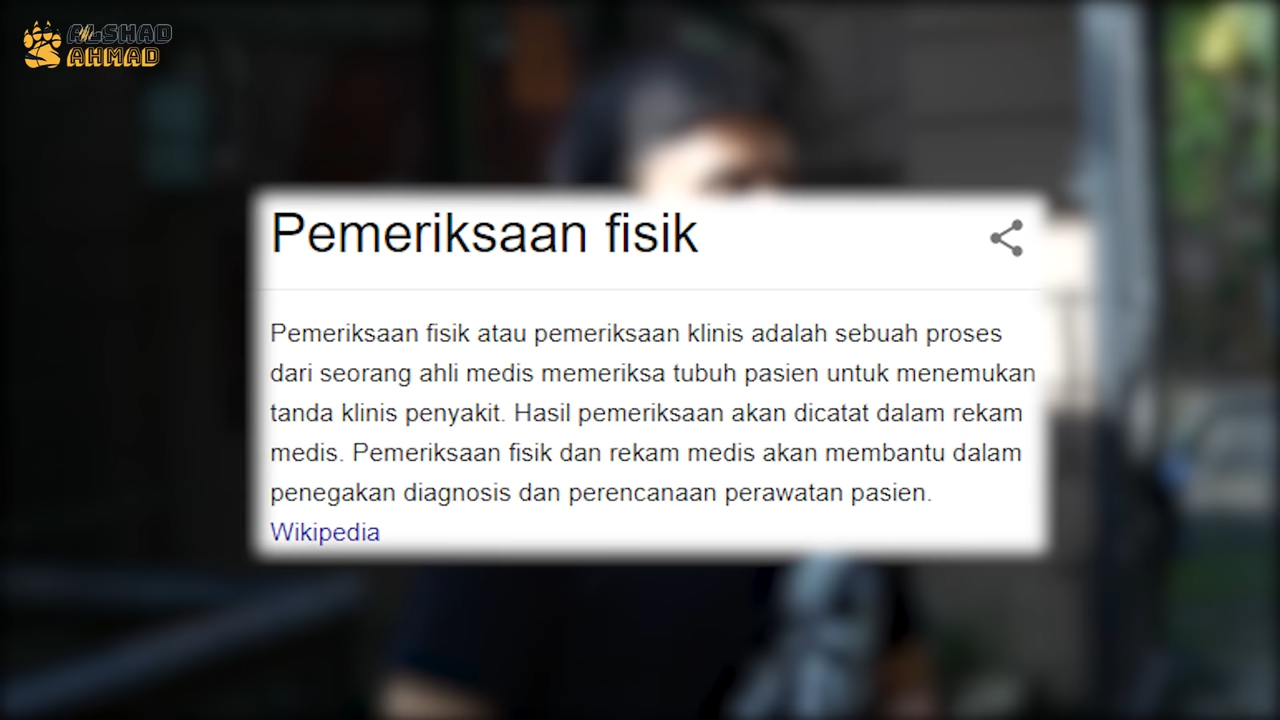 ALSHAD
AHMAD
Pemeriksaan fisik
Pemeriksaan fisik atau pemeriksaan klinis adalah sebuah proses
dari seorang ahli medis memeriksa tubuh pasien untuk menemukan
tanda klinis penyakit. Hasil pemeriksaan akan dicatat dalam rekam
medis. Pemeriksaan fisik dan rekam medis akan membantu dalam
penegakan diagnosis dan perencanaan perawatan pasien.
Wikipedia